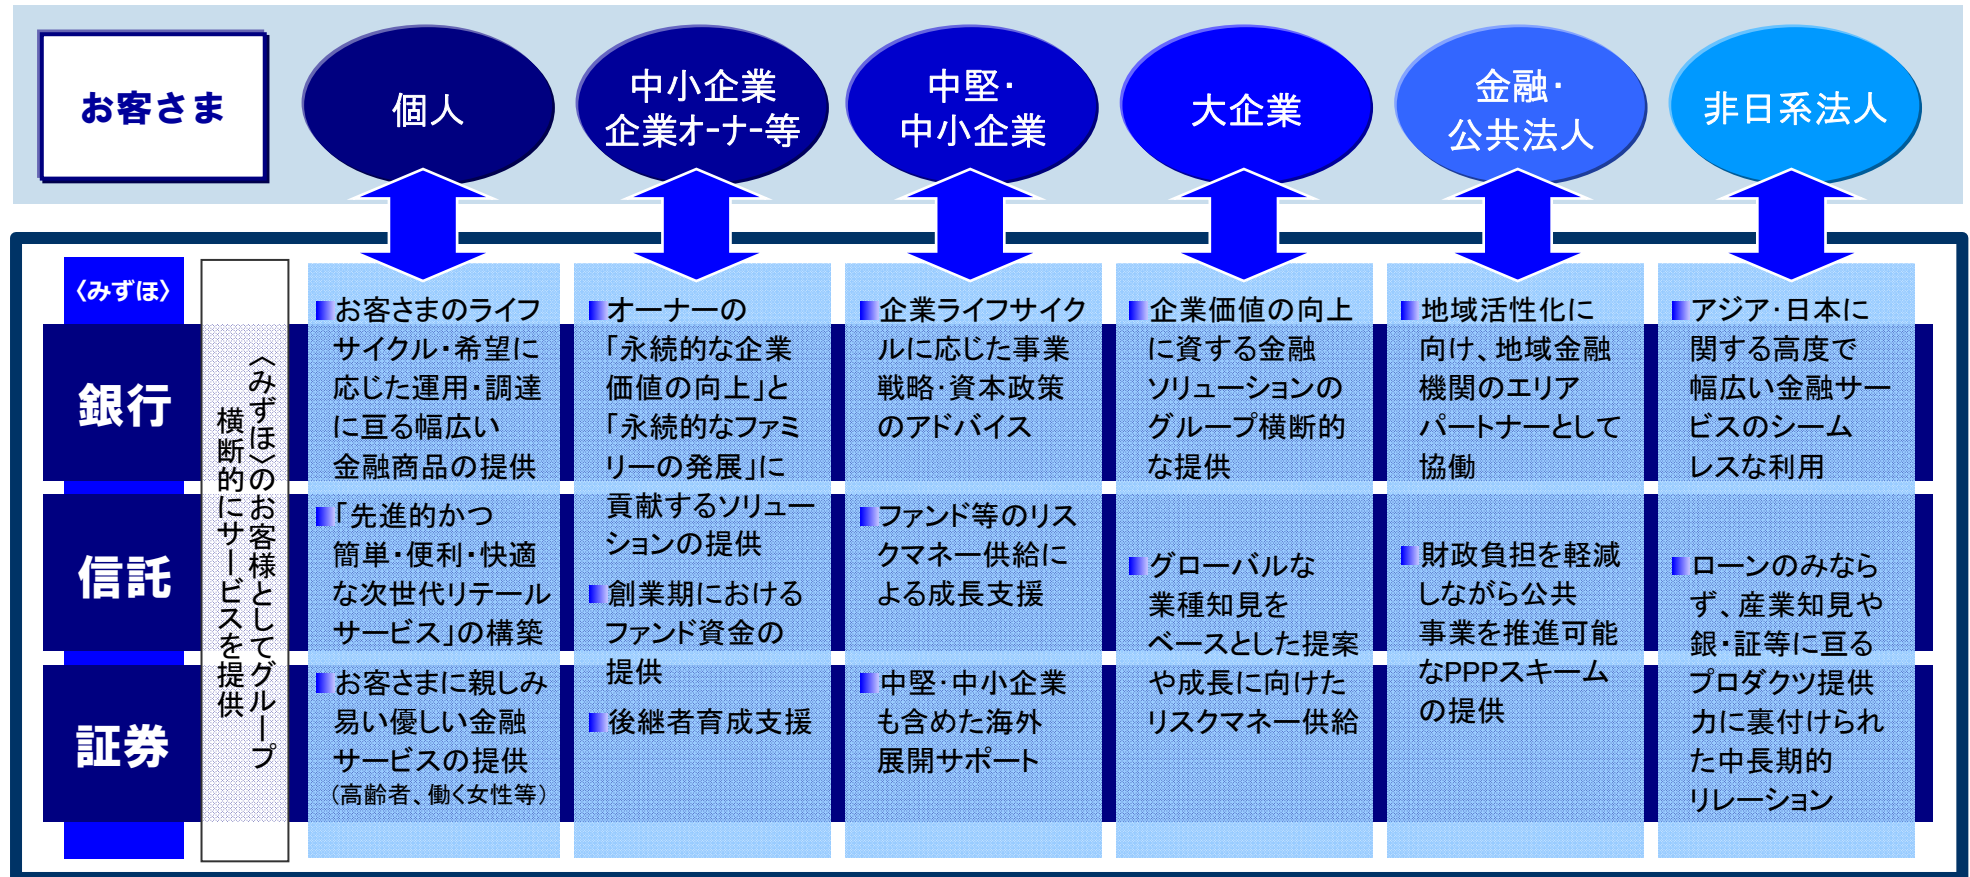 お客さま
個人
中小企業
企業オーナー等
中堅・
中小企業
大企業
金融・
公共法人
非日系法人
〈みずほ〉
銀行
信託
証券
〈みずほ〉のお客様としてグループ
横断的にサービスを提供
お客さまのライフ
サイクル・希望に
応じた運用・調達
に亘る幅広い
金融商品の提供
「先進的かつ
簡単・便利・快適
な次世代リテール
サービス」の構築
お客さまに親しみ
易い優しい金融
サービスの提供
（高齢者、働く女性等）
オーナーの
「永続的な企業
価値の向上」と
「永続的なファミ
リーの発展」に
貢献するソリュー
ションの提供
創業期における
ファンド資金の
提供
後継者育成支援
企業ライフサイク
ルに応じた事業
戦略・資本政策
のアドバイス
ファンド等のリス
クマネー供給に
よる成長支援
中堅・中小企業
も含めた海外
展開サポート
企業価値の向上
に資する金融
ソリューションの
グループ横断的
な提供
グローバルな
業種知見を
ベースとした提案
や成長に向けた
リスクマネー供給
地域活性化に
向け、地域金融
機関のエリア
パートナーとして
協働
財政負担を軽減
しながら公共
事業を推進可能
なPPPスキーム
の提供
アジア・日本に
関する高度で
幅広い金融サー
ビスのシーム
レスな利用
ローンのみなら
ず、産業知見や
銀・証等に亘る
プロダクツ提供
力に裏付けられ
た中長期的
リレーション